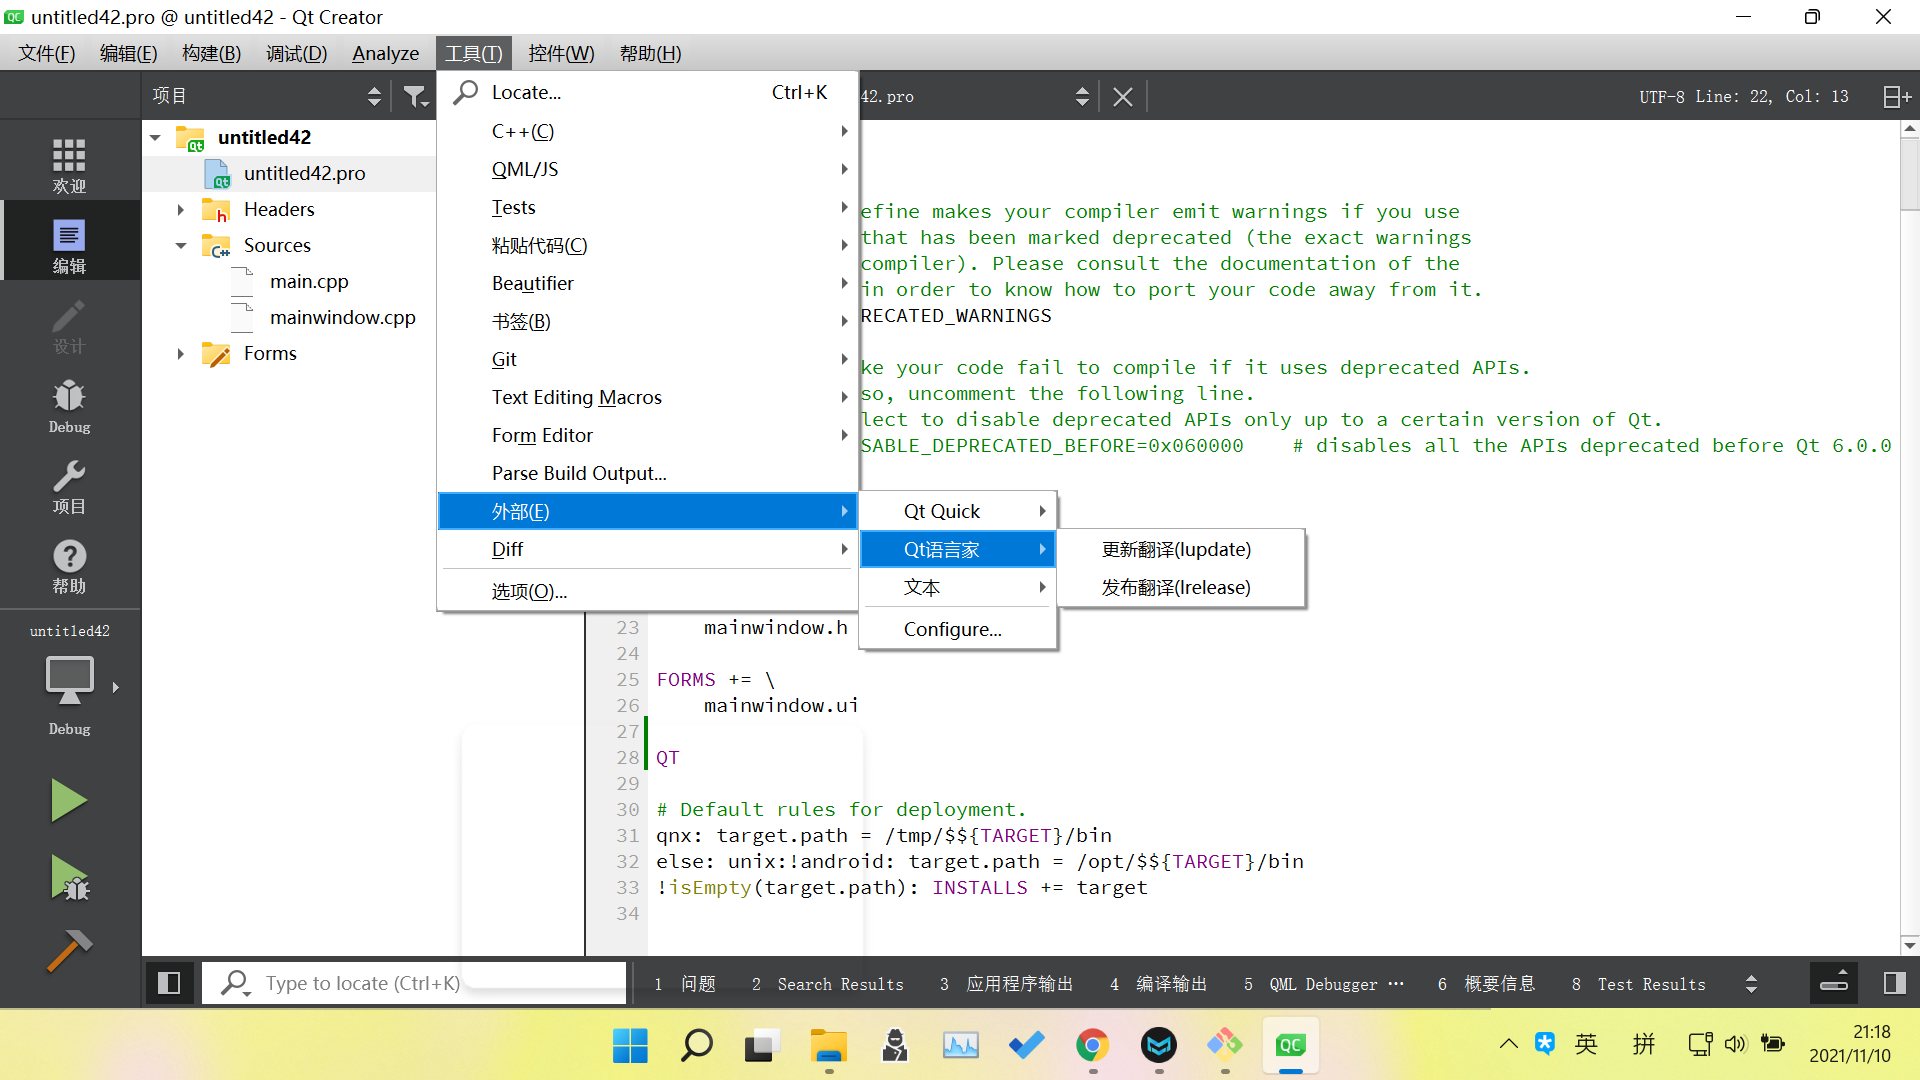 untitled42.pro @ untitled42 - Qt Creator
文件(F) 编辑(E) 构建(B) 调试(D) Analyze 工具(T) 控件(W) 帮助(H)
项目
42.pro
UTF-8 Line: 22, Col: 13
欢迎
编辑
设计
Debug
项目
帮助
untitled42
Debug
untitled42
untitled42.pro
Headers
Sources
main.cpp
mainwindow.cpp
Forms
Locate... Ctrl+K
C++(C)
QML/JS
Tests
粘贴代码(C)
Beautifier
书签(B)
Git
Text Editing Macros
Form Editor
Parse Build Output...
外部(E)
Diff
选项(O)...
Qt Quick
Qt语言家
文本
Configure...
更新翻译(lupdate)
发布翻译(lrelease)
efine makes your compiler emit warnings if you use
that has been marked deprecated (the exact warnings
compiler). Please consult the documentation of the
in order to know how to port your code away from it.
RECATED_WARNINGS
ke your code fail to compile if it uses deprecated APIs.
so, uncomment the following line.
lect to disable deprecated APIs only up to a certain version of Qt.
SABLE_DEPRECATED_BEFORE=0x060000 # disables all the APIs deprecated before Qt 6.0.0
23 mainwindow.h
24
25 FORMS += \
26 mainwindow.ui
27
28 QT
29
30 # Default rules for deployment.
31 qnx: target.path = /tmp/$${TARGET}/bin
32 else: unix:!android: target.path = /opt/$${TARGET}/bin
33 !isEmpty(target.path): INSTALLS += target
34
Type to locate (Ctrl+K)
1 问题 2 Search Results 3 应用程序输出 4 编译输出 5 QML Debugger ··· 6 概要信息 8 Test Results
QC
英 拼
21:18
2021/11/10